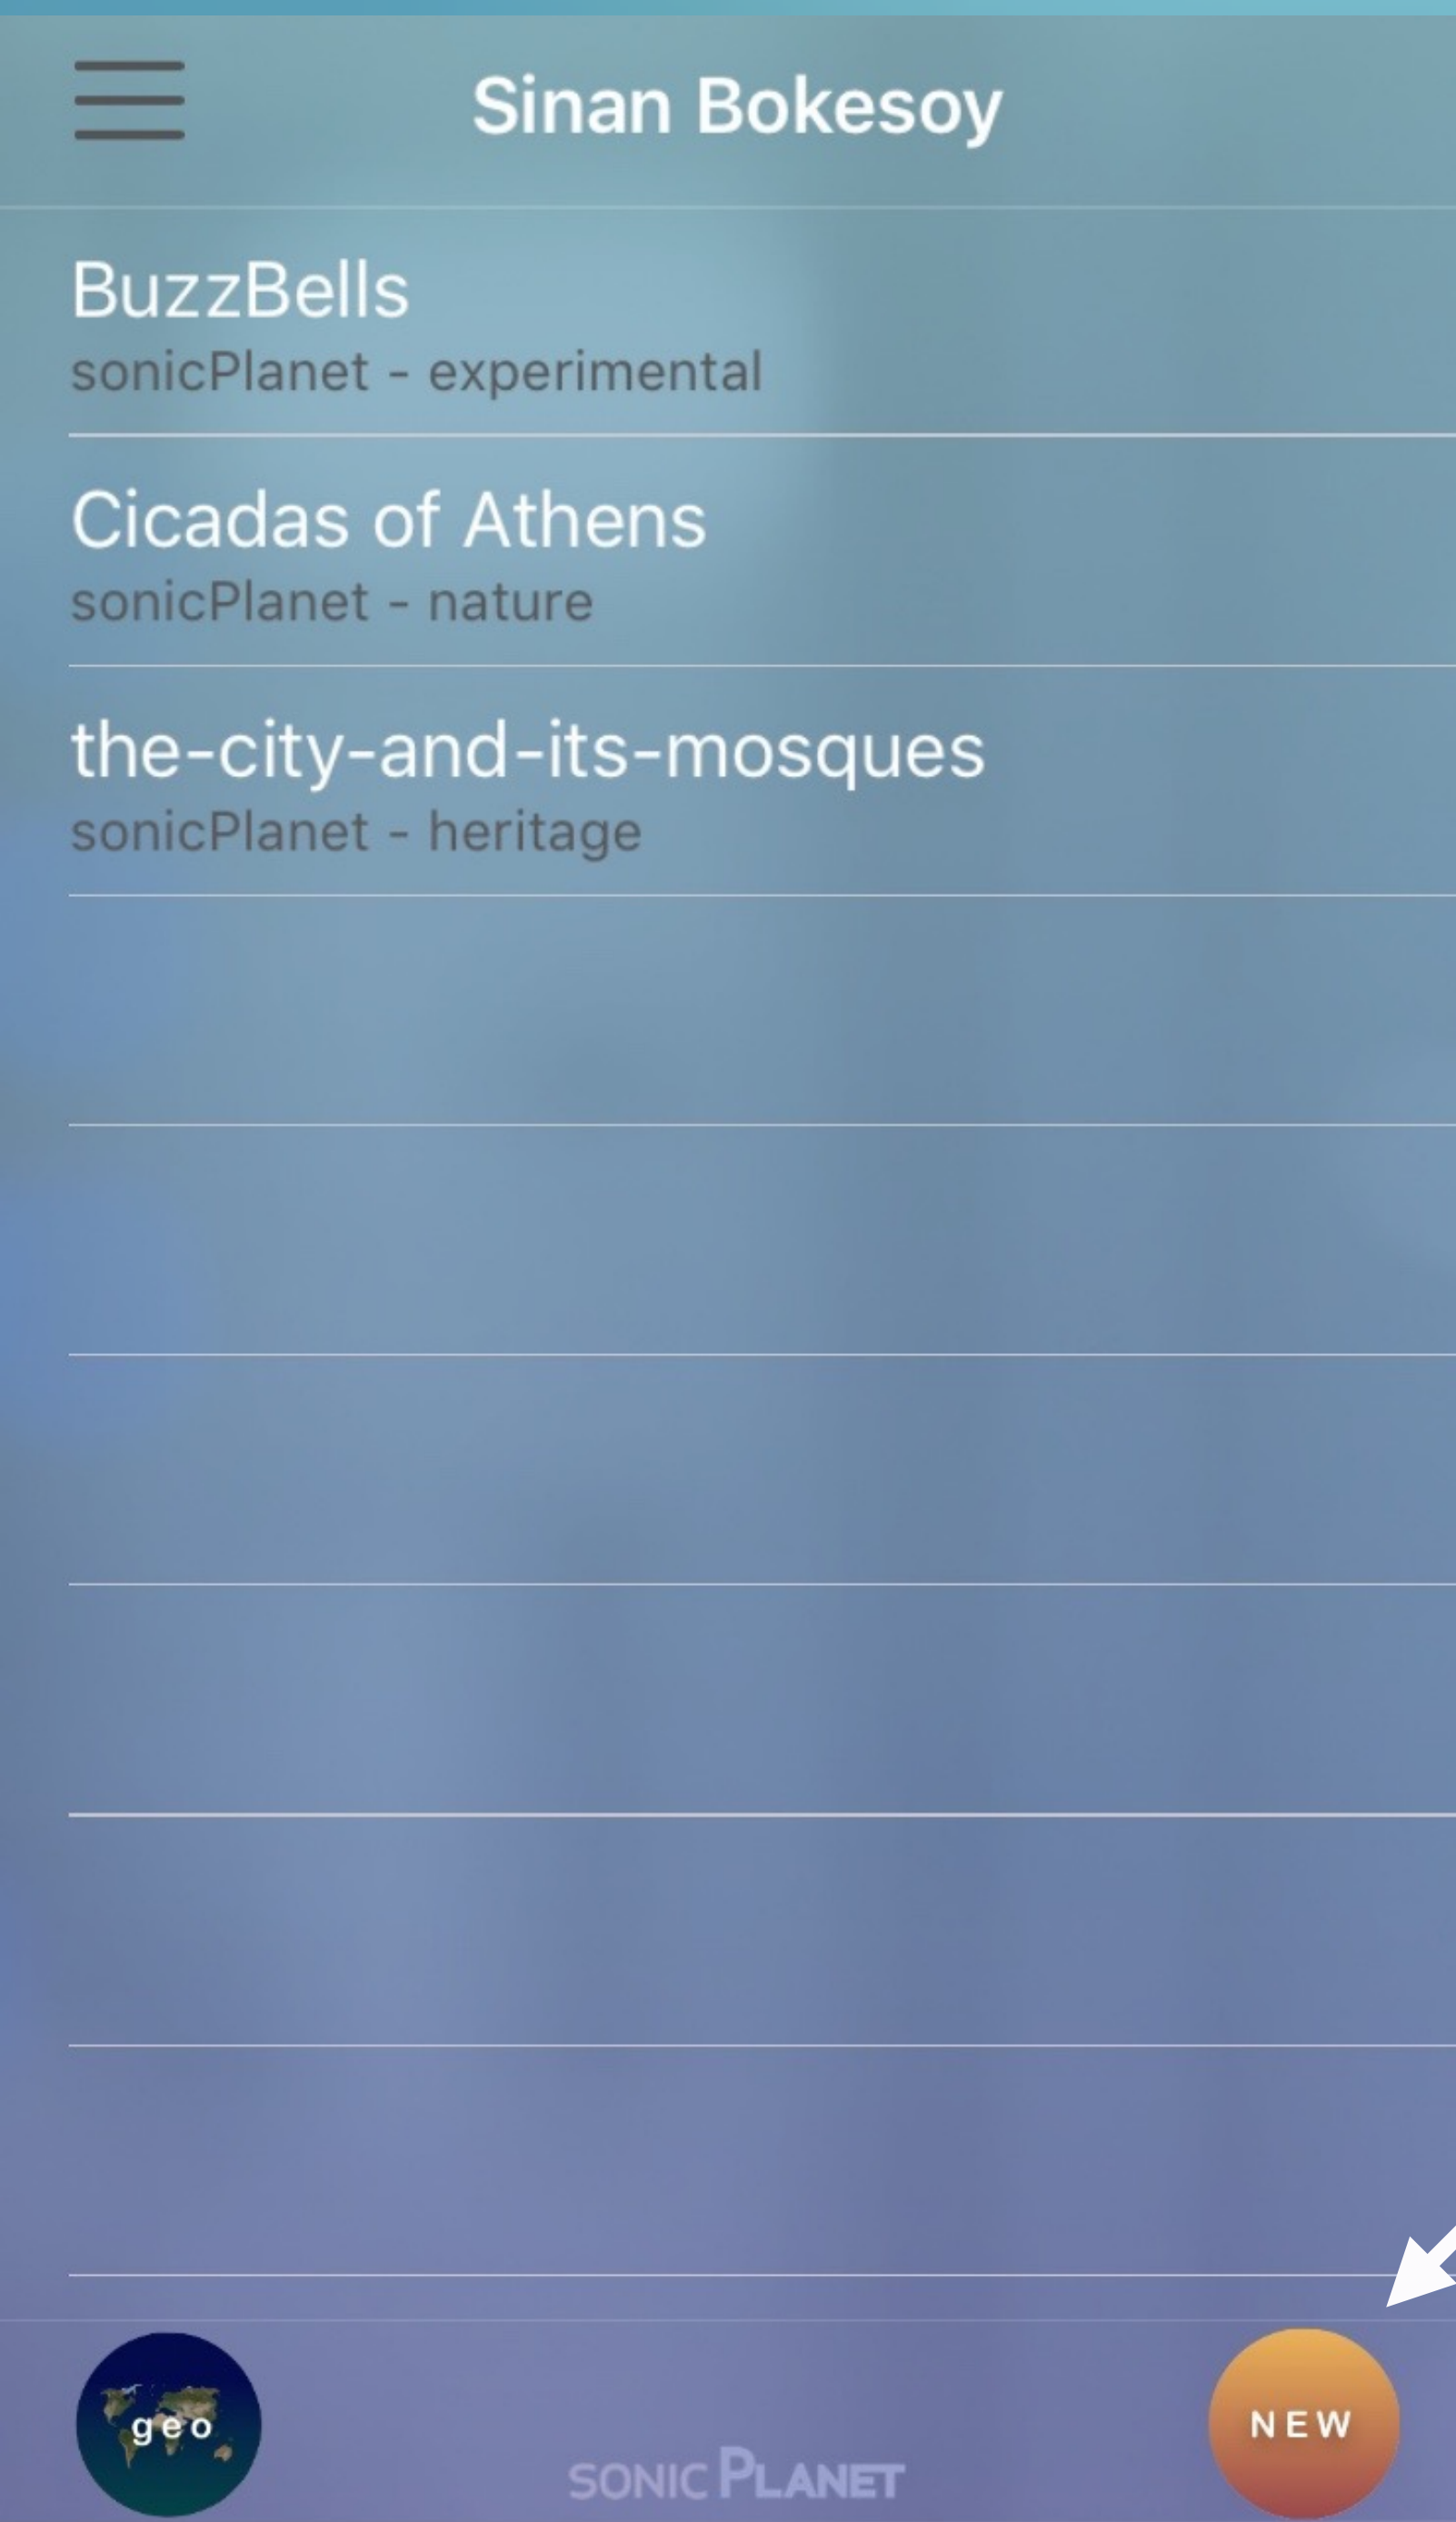 Sinan Bokesoy
BuzzBells
sonicPlanet - experimental
Cicadas of Athens
sonicPlanet - nature
the-city-and-its-mosques
sonicPlanet - heritage
geo
SONIC PLANET
NEW